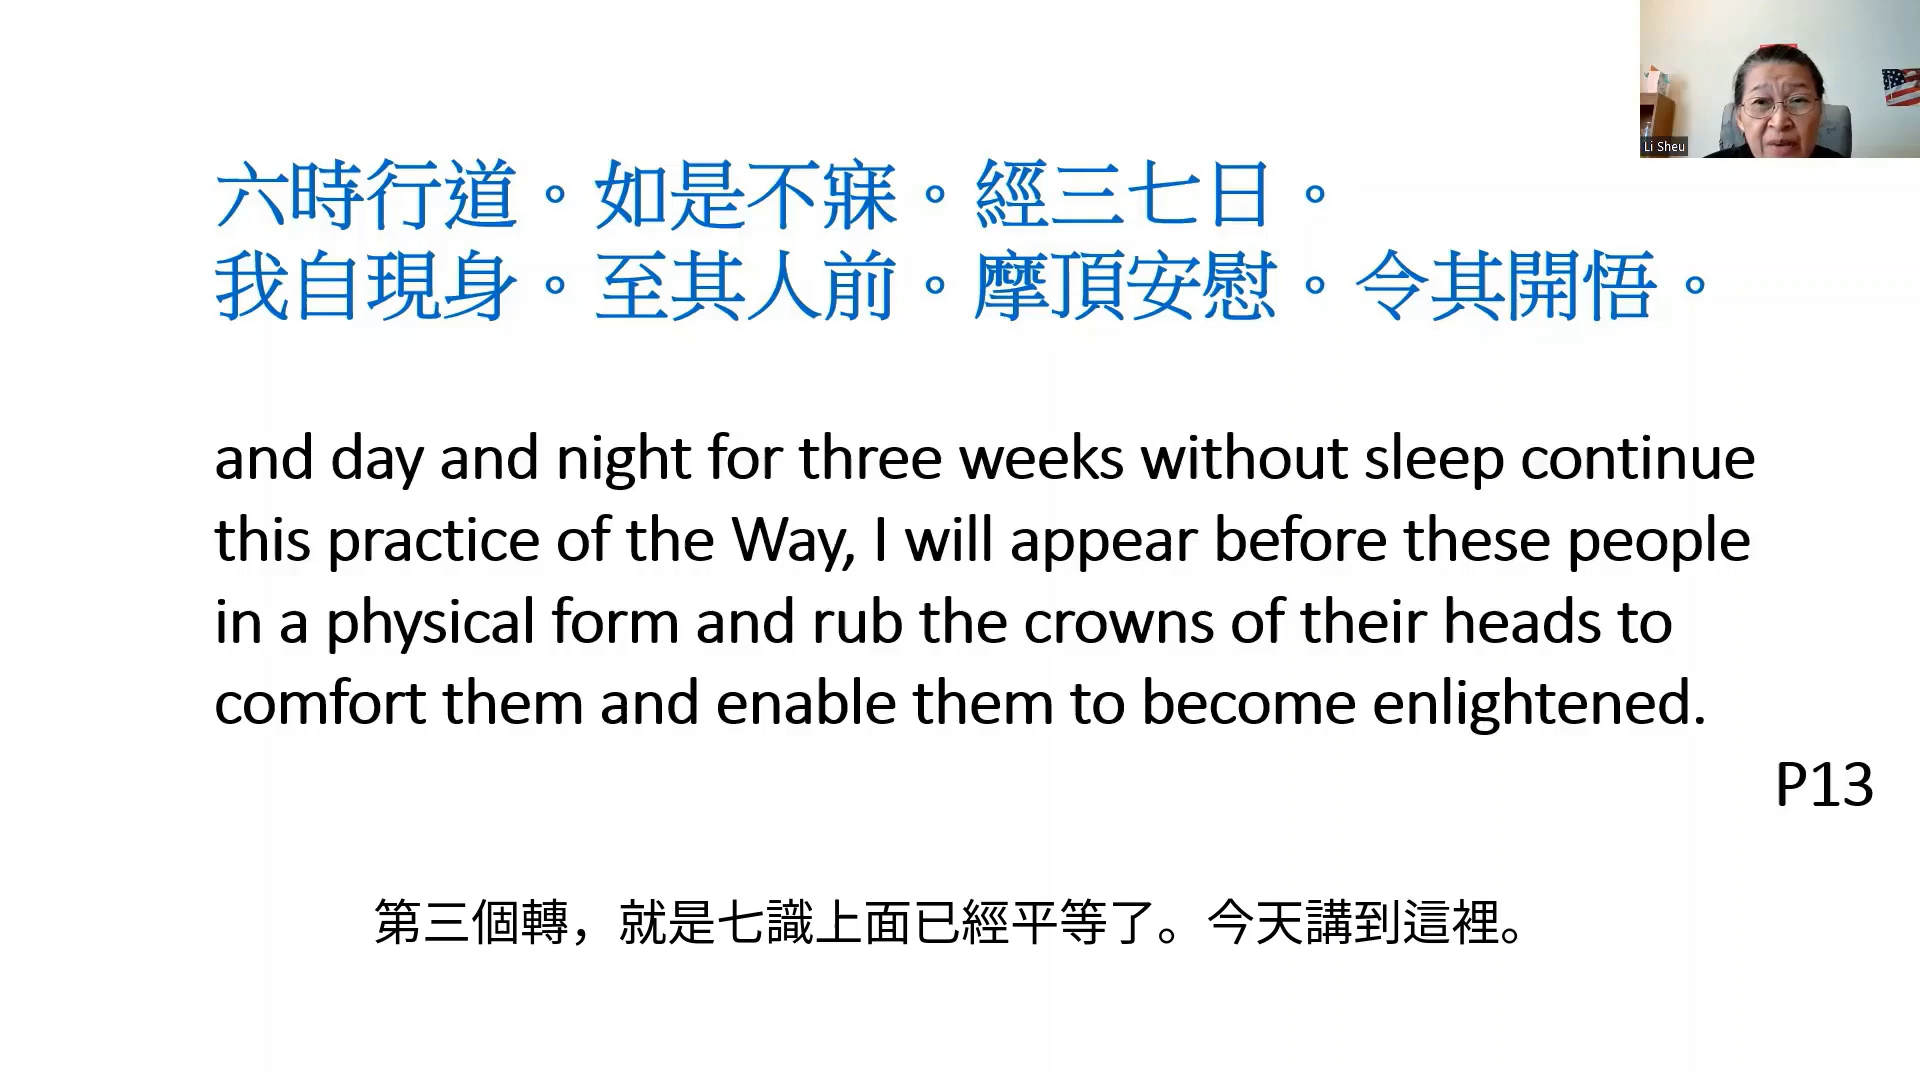 Li Sheu
六時行道。如是不寐。經三七日。
我自現身。至其人前。摩頂安慰。令其開悟。
and day and night for three weeks without sleep continue
this practice of the Way, I will appear before these people
in a physical form and rub the crowns of their heads to
comfort them and enable them to become enlightened.
P13
第三個轉，就是七識上面已經平等了。今天講到這裡。